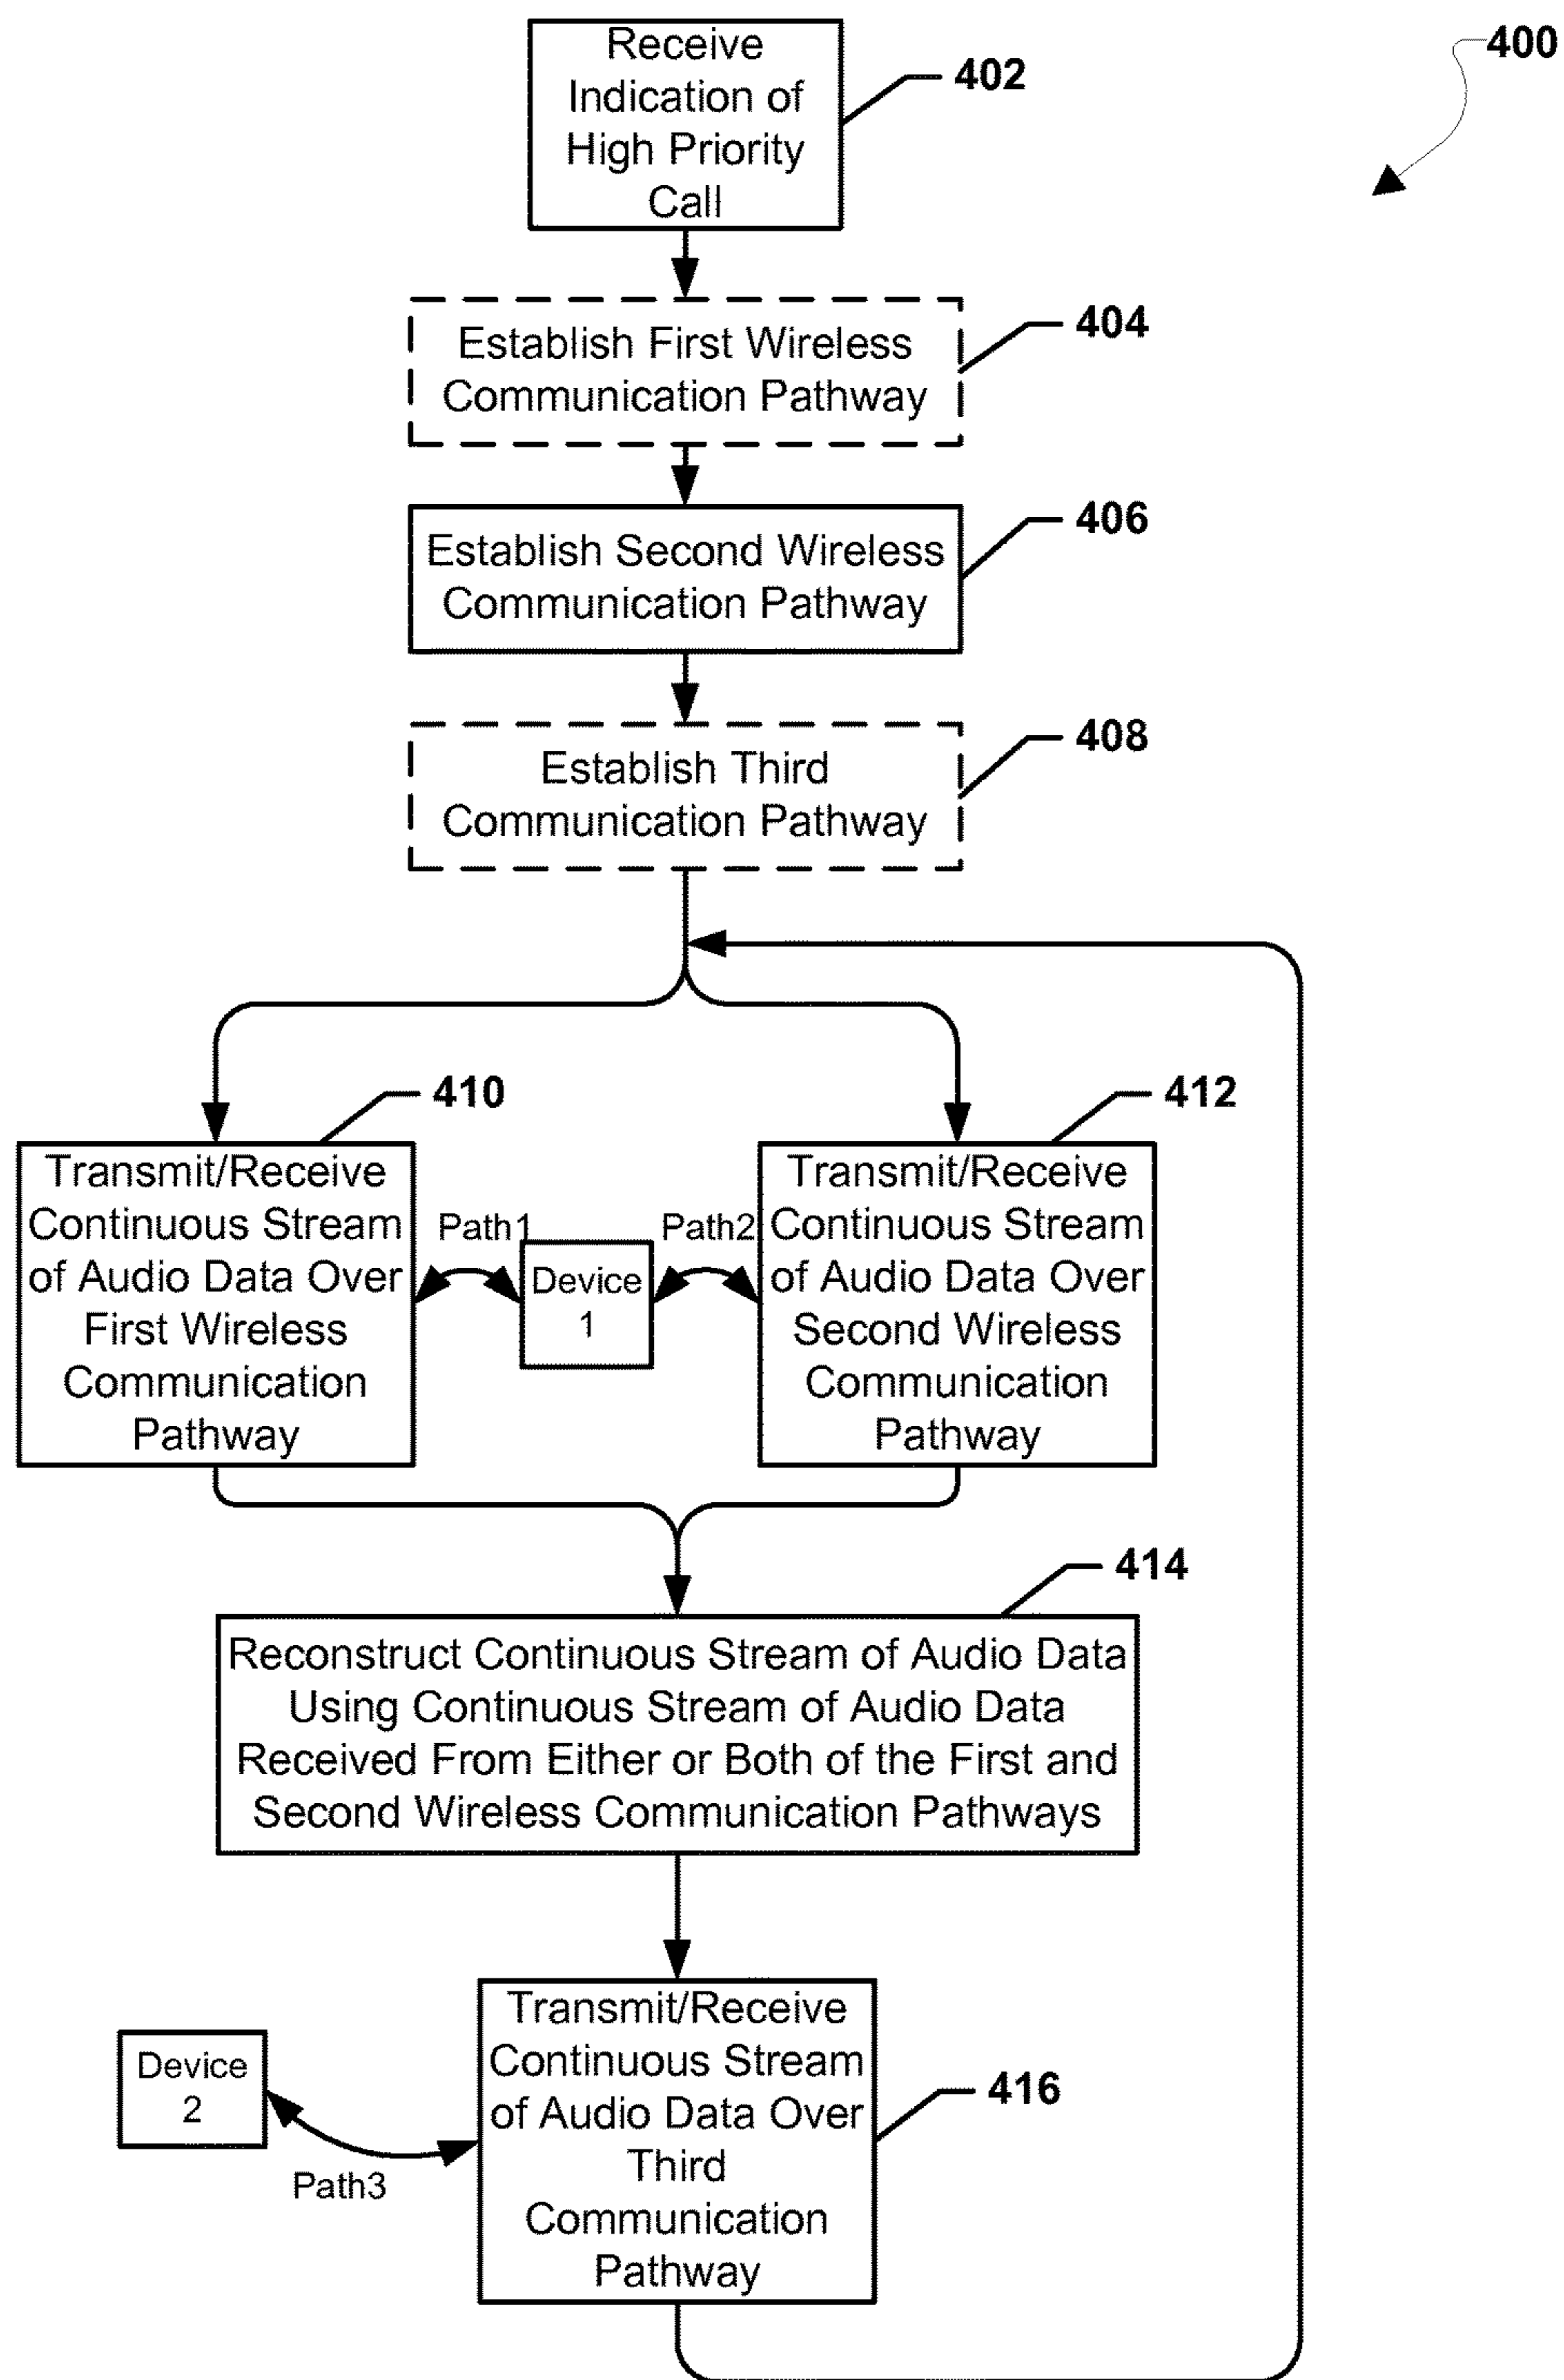 400
Receive
Indication of
High Priority
Call
402
Establish First Wireless
Communication Pathway
404
Establish Second Wireless
Communication Pathway
406
Establish Third
Communication Pathway
408
410
Transmit/Receive
Continuous Stream
of Audio Data Over
First Wireless
Communication
Pathway
Path1
Device
1
Path2
412
Transmit/Receive
Continuous Stream
of Audio Data Over
Second Wireless
Communication
Pathway
414
Reconstruct Continuous Stream of Audio Data
Using Continuous Stream of Audio Data
Received From Either or Both of the First and
Second Wireless Communication Pathways
Transmit/Receive
Continuous Stream
of Audio Data Over
Third
Communication
Pathway
416
Device
2
Path3